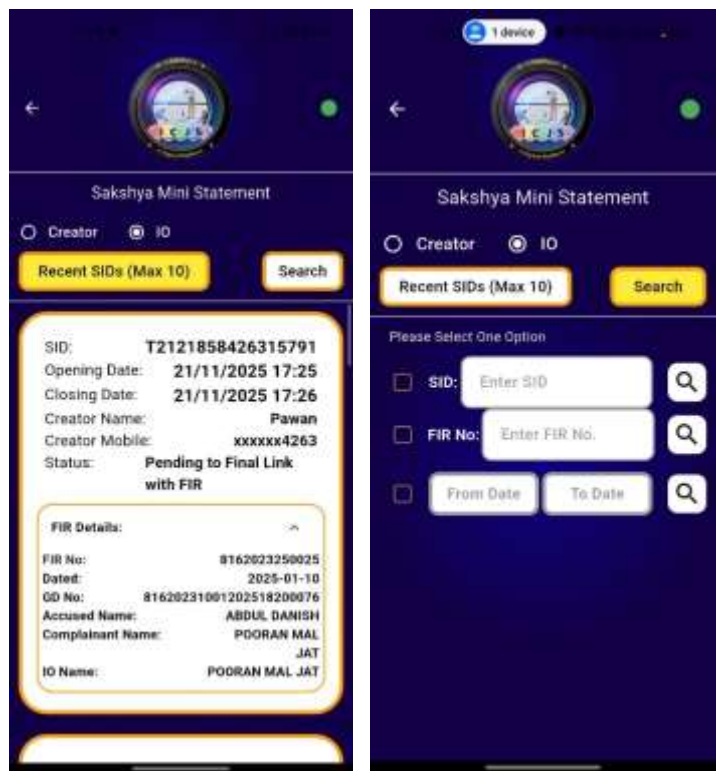 Sakshya Mini Statement
Creator IO
Recent SIDs (Max 10) Search
SID: T2121858426315791
Opening Date: 21/11/2025 17:25
Closing Date: 21/11/2025 17:26
Creator Name: Pawan
Creator Mobile: xxxxxx4263
Status: Pending to Final Link
with FIR
FIR Details:
FIR No: 8162023250025
Dated: 2025-01-10
GD No: 81620231001202518200076
Accused Name: ABDUL DANISH
Complainant Name: POORAN MAL
JAT
IO Name: POORAN MAL JAT
1 device
I C J S
Sakshya Mini Statement
Creator IO
Recent SIDs (Max 10) Search
Please Select One Option
SID: Enter SID
FIR No: Enter FIR No.
From Date To Date